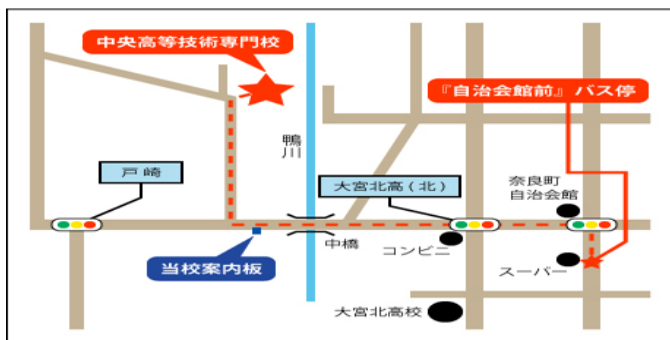 中央高等技術専門校
『自治会館前』バス停
鴨川
戸崎
大宮北高(北)
奈良町
自治会館
中橋
コンビニ
当校案内板
スーパー
大宮北高校